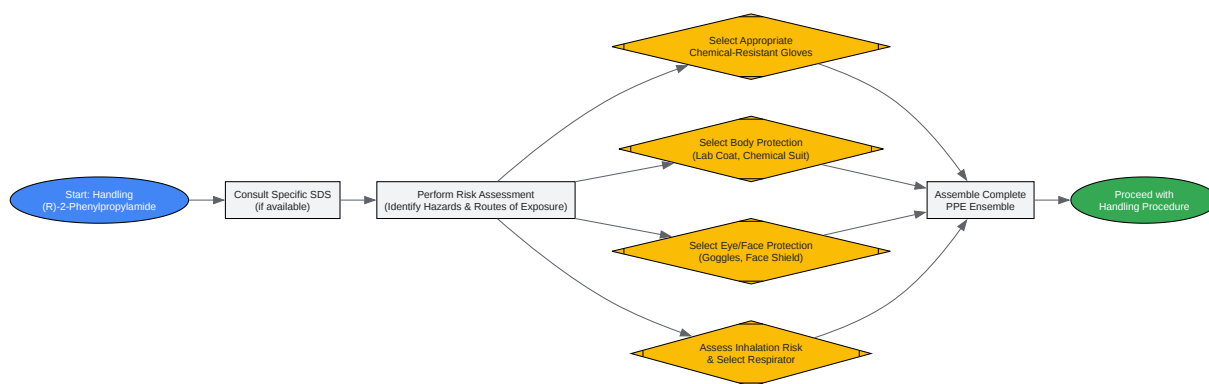 Start: Handling
(R)-2-Phenylpropylamide
Consult Specific SDS
(if available)
Perform Risk Assessment
(Identify Hazards & Routes of Exposure)
Select Appropriate
Chemical-Resistant Gloves
Select Body Protection
(Lab Coat, Chemical Suit)
Select Eye/Face Protection
(Goggles, Face Shield)
Assess Inhalation Risk
& Select Respirator
Assemble Complete
PPE Ensemble
Proceed with
Handling Procedure